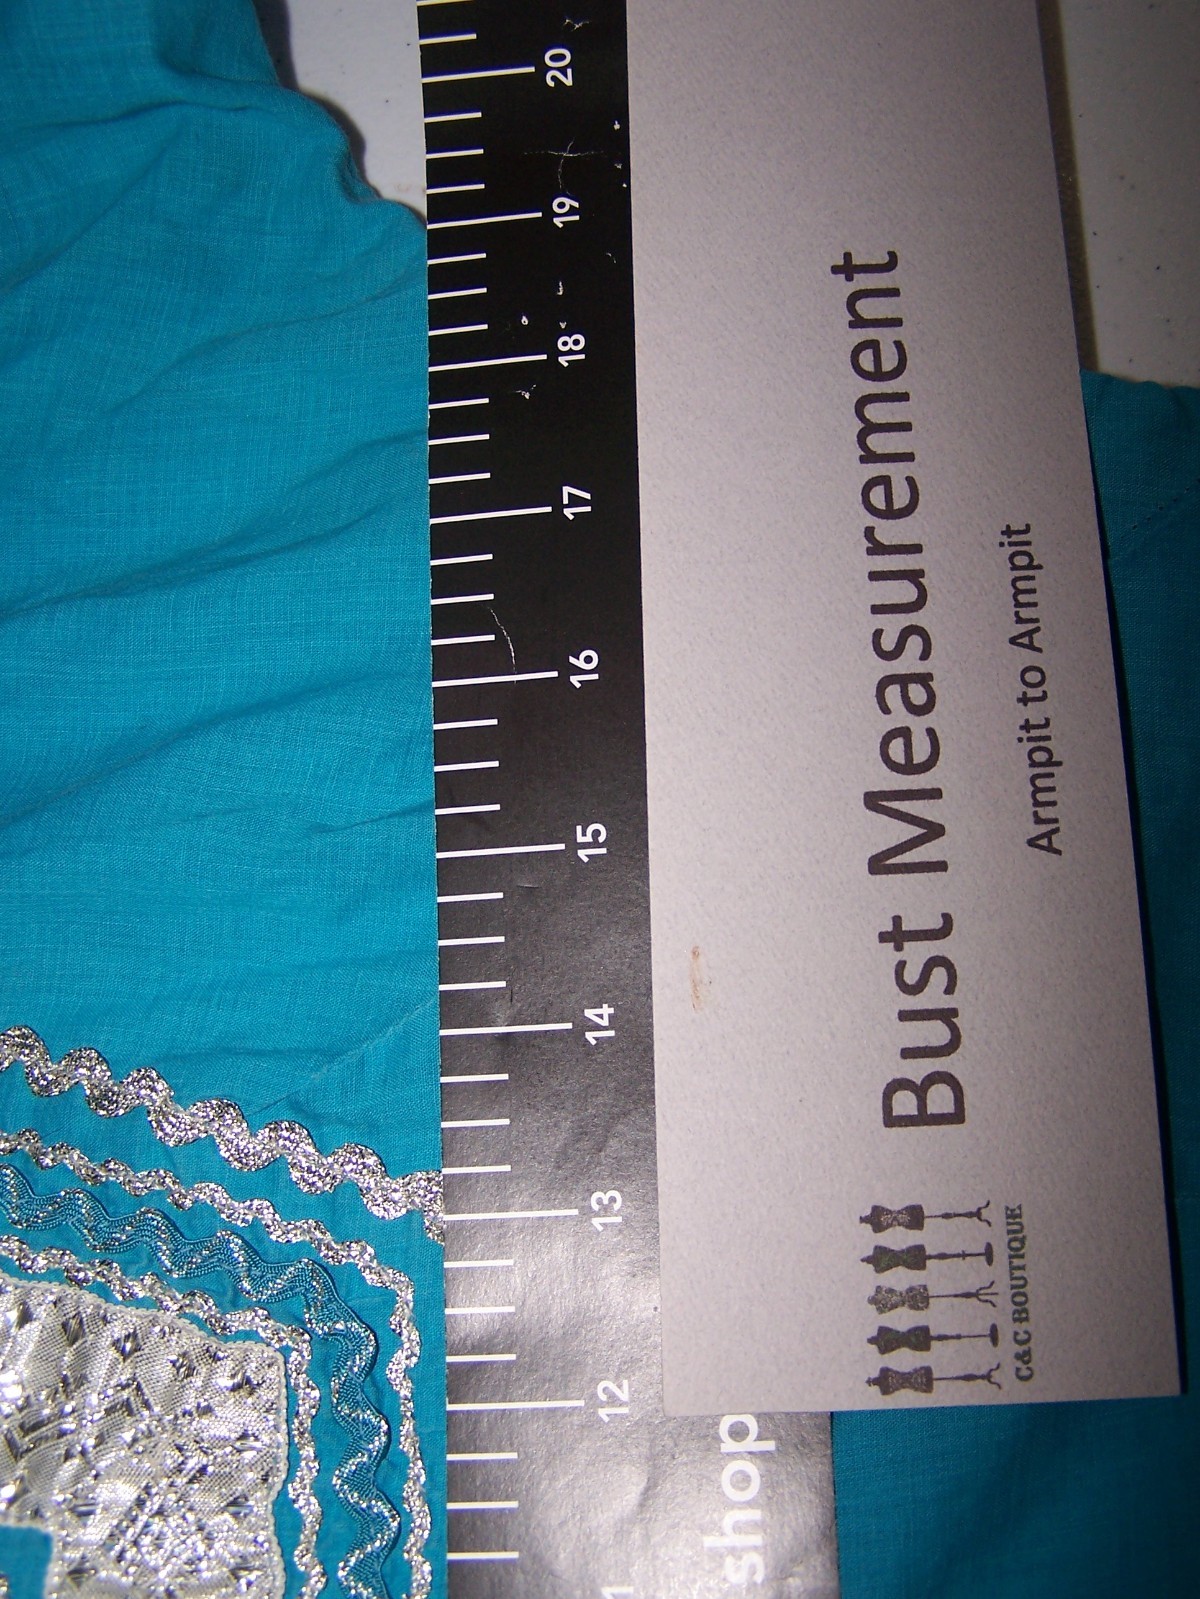 20
19
18
17
16
15
14
13
12
shop
Bust Measurement
Armpit to Armpit
C&C BOUTIQUE